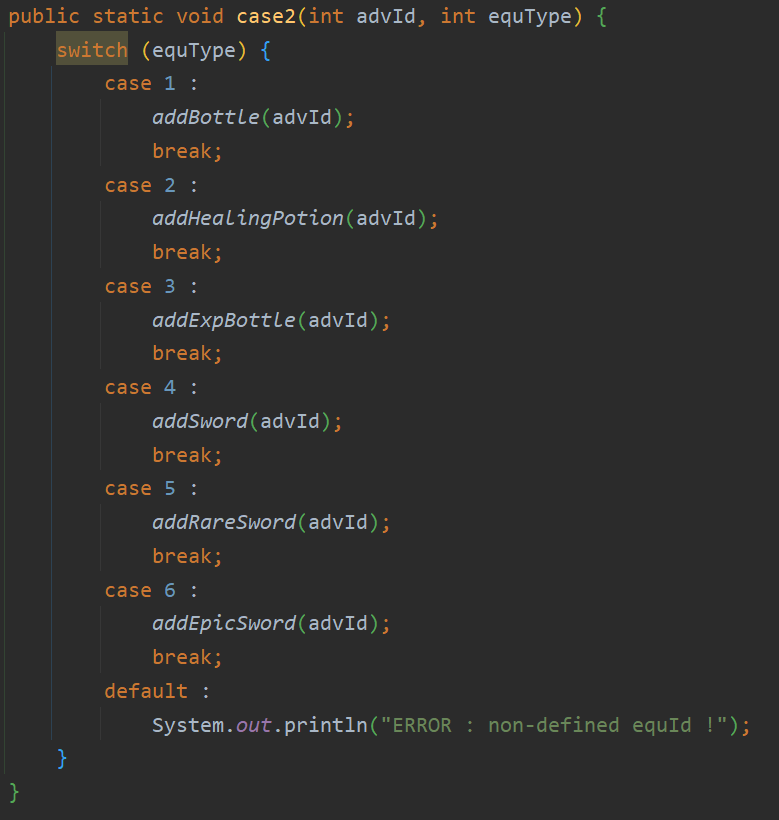 public static void case2(int advId, int equType) {
    switch (equType) {
        case 1 :
            addBottle(advId);
            break;
        case 2 :
            addHealingPotion(advId);
            break;
        case 3 :
            addExpBottle(advId);
            break;
        case 4 :
            addSword(advId);
            break;
        case 5 :
            addRareSword(advId);
            break;
        case 6 :
            addEpicSword(advId);
            break;
        default :
            System.out.println("ERROR : non-defined equId !");
    }
}